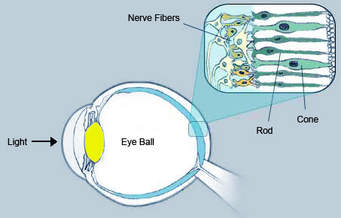 Nerve Fibers
Cone
Rod
Light
Eye Ball